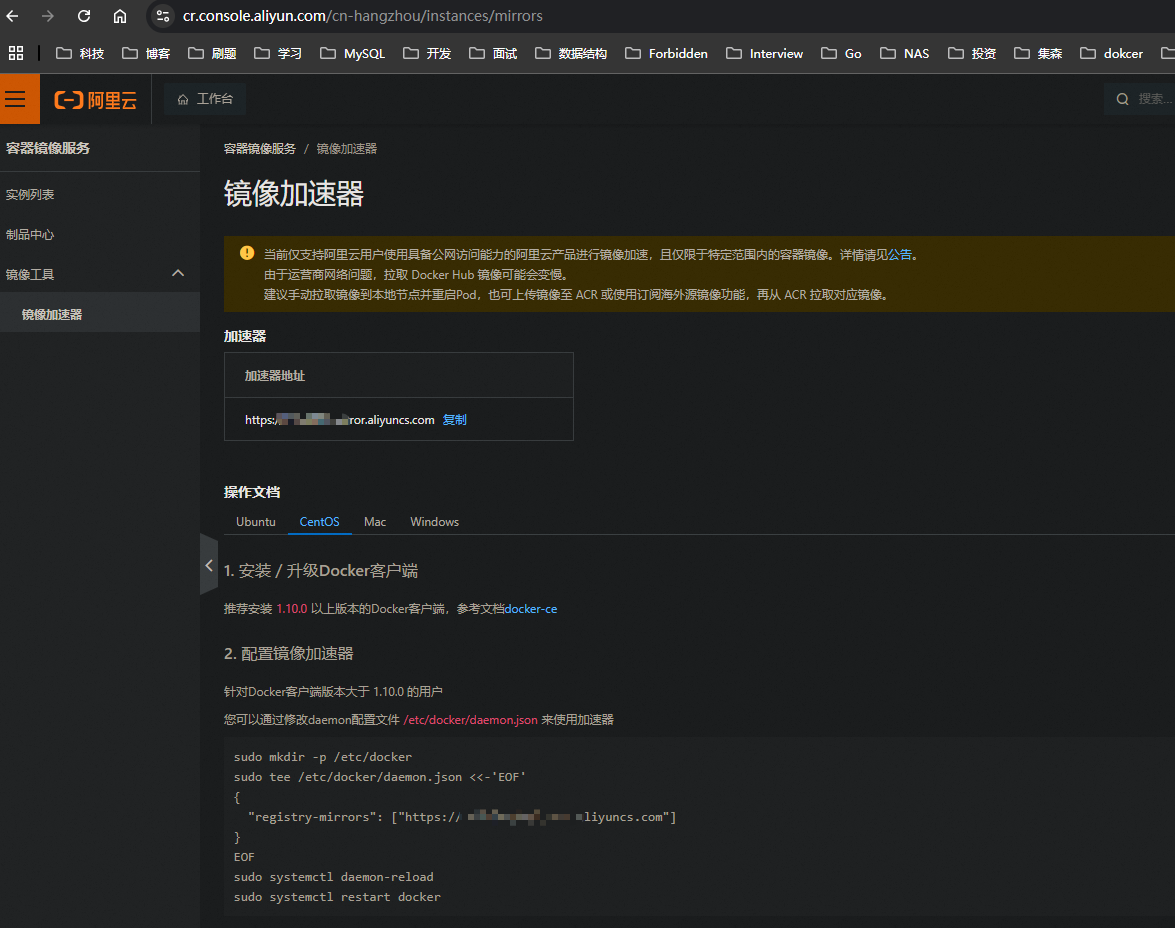 cr.console.aliyun.com/cn-hangzhou/instances/mirrors
科技 博客 刷题 学习 MySQL 开发 面试 数据结构 Forbidden Interview Go NAS 投资 集森 dokcer
阿里云 工作台 搜索...
容器镜像服务
实例列表
制品中心
镜像工具
镜像加速器
容器镜像服务 / 镜像加速器
镜像加速器
当前仅支持阿里云用户使用具备公网访问能力的阿里云产品进行镜像加速，且仅限于特定范围内的容器镜像。详情请见公告。
由于运营商网络问题，拉取 Docker Hub 镜像可能会变慢。
建议手动拉取镜像到本地节点并重启Pod，也可上传镜像至 ACR 或使用订阅海外源镜像功能，再从 ACR 拉取对应镜像。
加速器
加速器地址
https:/ ror.aliyuncs.com 复制
操作文档
Ubuntu CentOS Mac Windows
1. 安装 / 升级Docker客户端
推荐安装 1.10.0 以上版本的Docker客户端，参考文档docker-ce
2. 配置镜像加速器
针对Docker客户端版本大于 1.10.0 的用户
您可以通过修改daemon配置文件 /etc/docker/daemon.json 来使用加速器
sudo mkdir -p /etc/docker
sudo tee /etc/docker/daemon.json <<-'EOF'
{
"registry-mirrors": ["https:// liyuncs.com"]
}
EOF
sudo systemctl daemon-reload
sudo systemctl restart docker